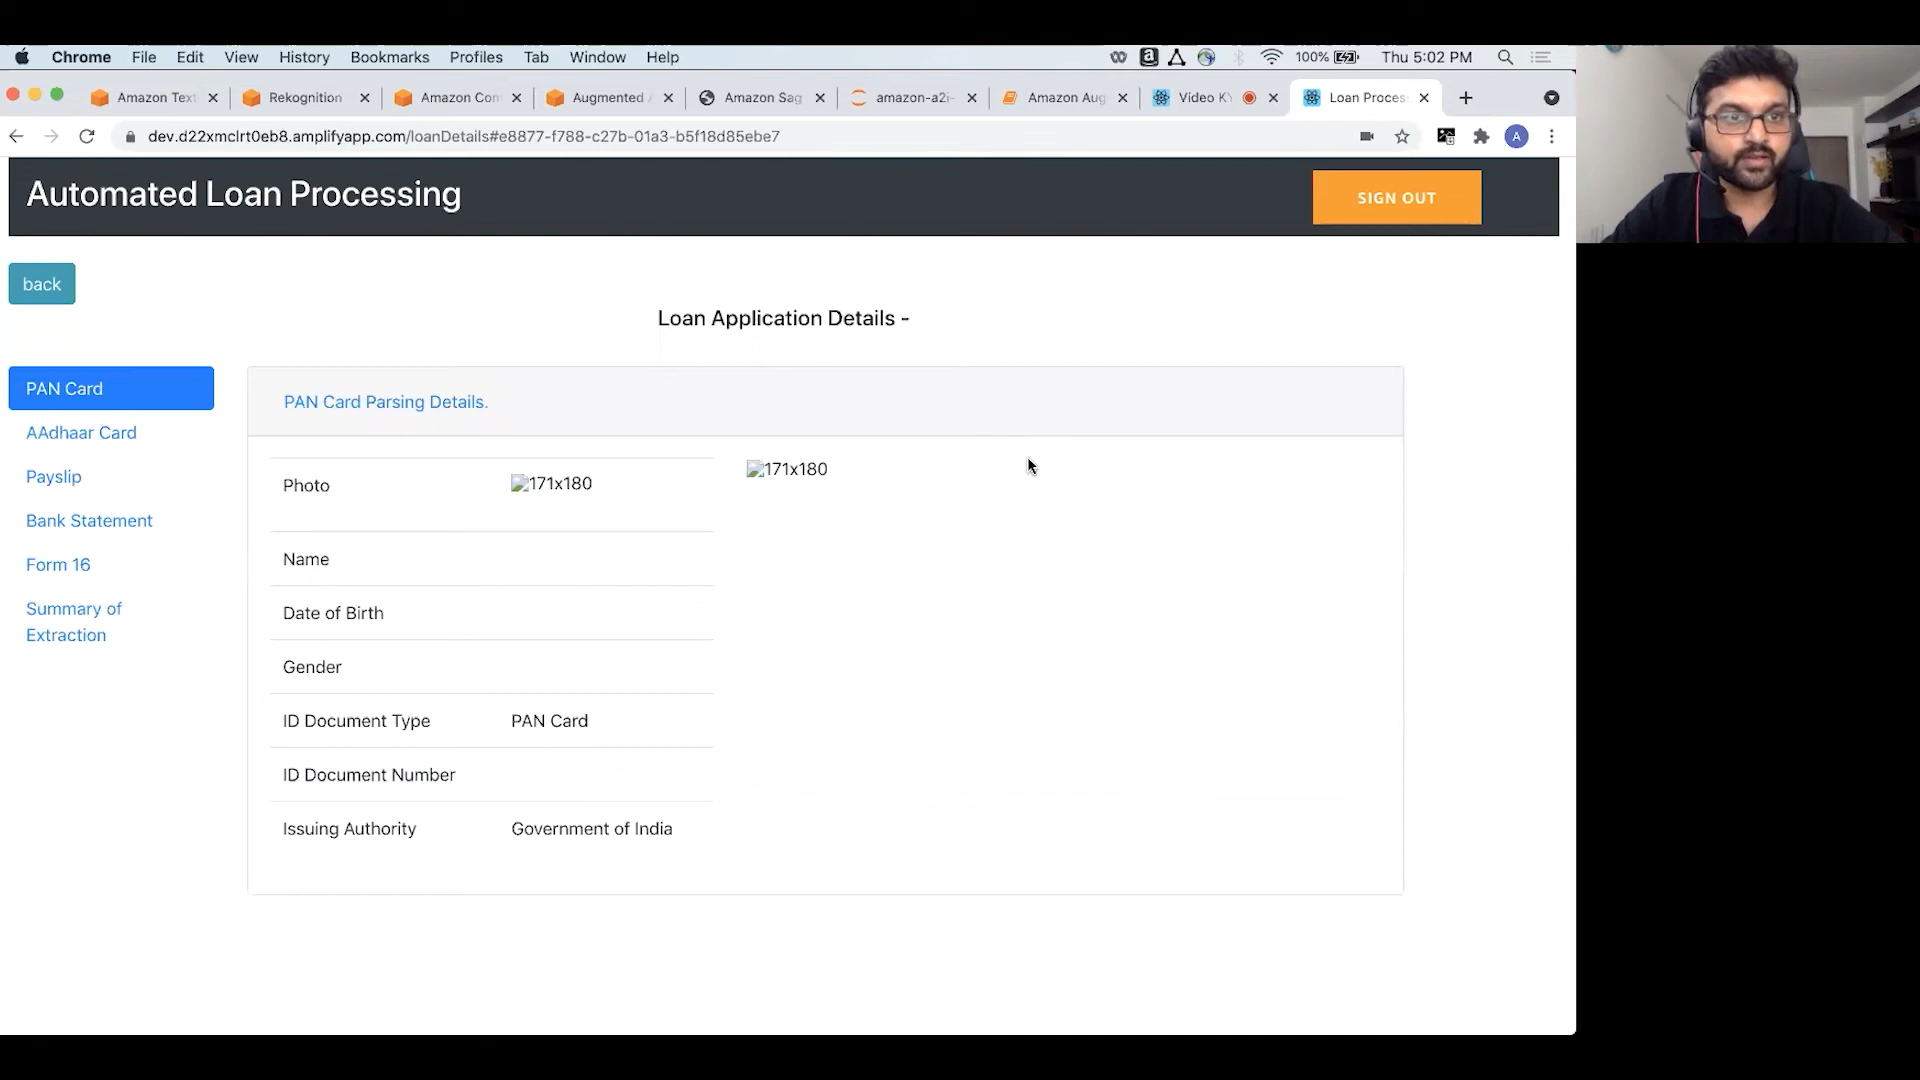 Chrome File Edit View History Bookmarks Profiles Tab Window Help 100% Thu 5:02 PM
Amazon Text Rekognition Amazon Com Augmented A Amazon Sag amazon-a2i- Amazon Aug Video K Loan Proces
dev.d22xmclrt0eb8.amplifyapp.com/loanDetails#e8877-f788-c27b-01a3-b5f18d85ebe7 A
Automated Loan Processing
SIGN OUT
back
Loan Application Details -
PAN Card
AAdhaar Card
Payslip
Bank Statement
Form 16
Summary of
Extraction
PAN Card Parsing Details.
Photo 171x180 171x180
Name
Date of Birth
Gender
ID Document Type PAN Card
ID Document Number
Issuing Authority Government of India